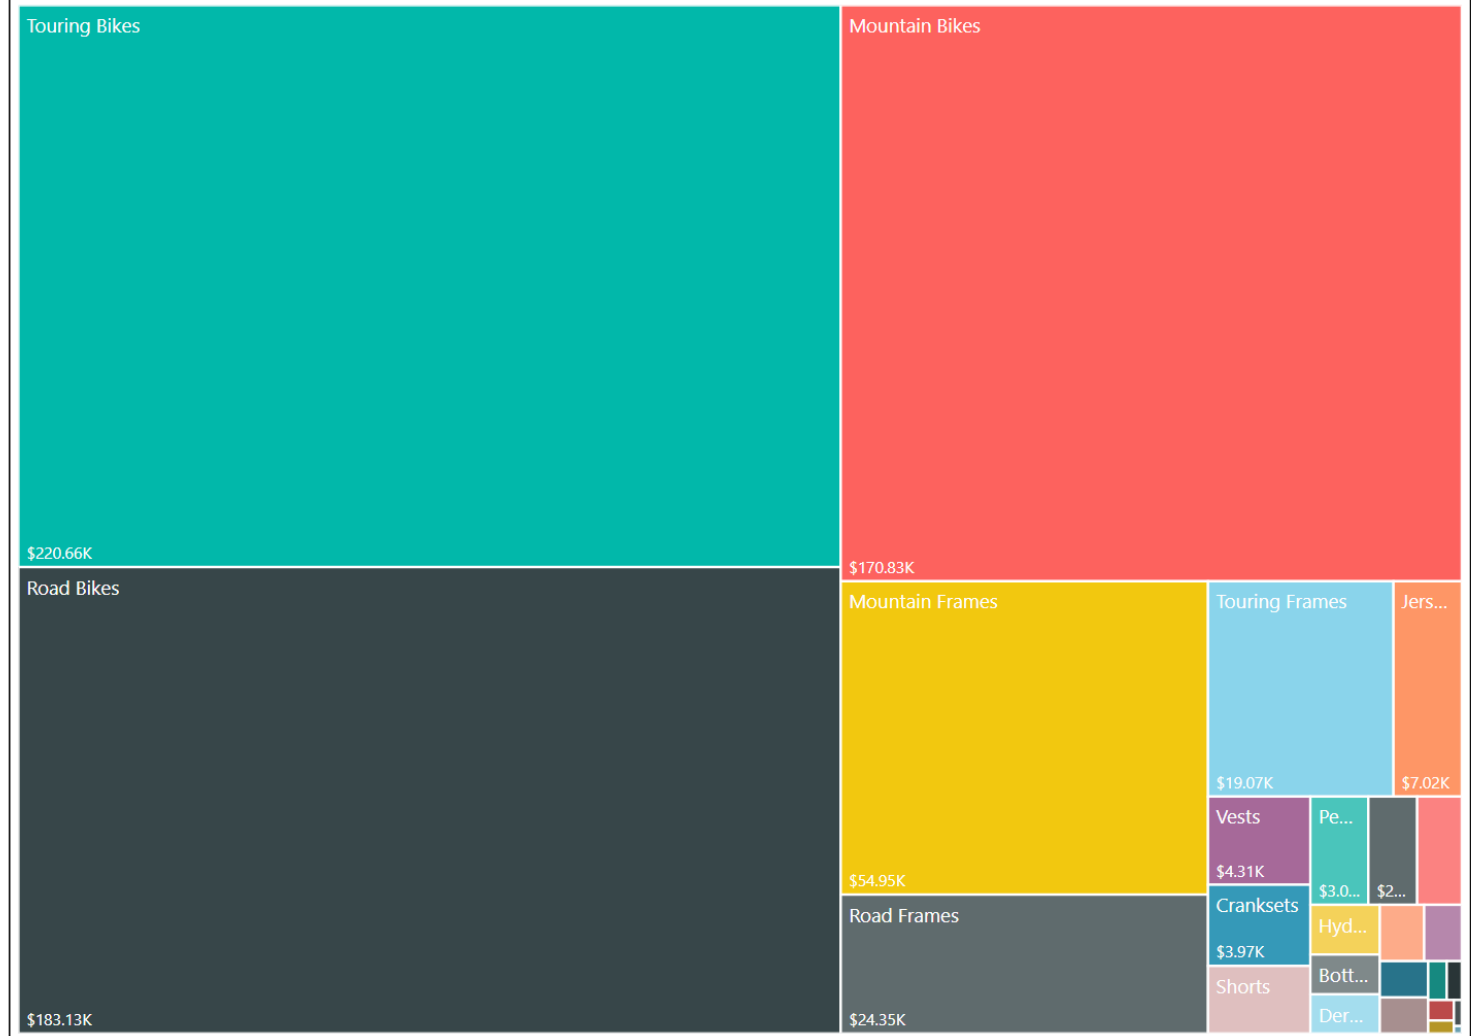 Touring Bikes
$220.66K
Road Bikes
$183.13K
Mountain Bikes
$170.83K
Mountain Frames
$54.95K
Road Frames
$24.35K
Touring Frames
$19.07K
Jers...
$7.02K
Vests
$4.31K
Cranksets
$3.97K
Shorts
Pe...
$3.0...
$2...
Hyd...
Bott...
Der...